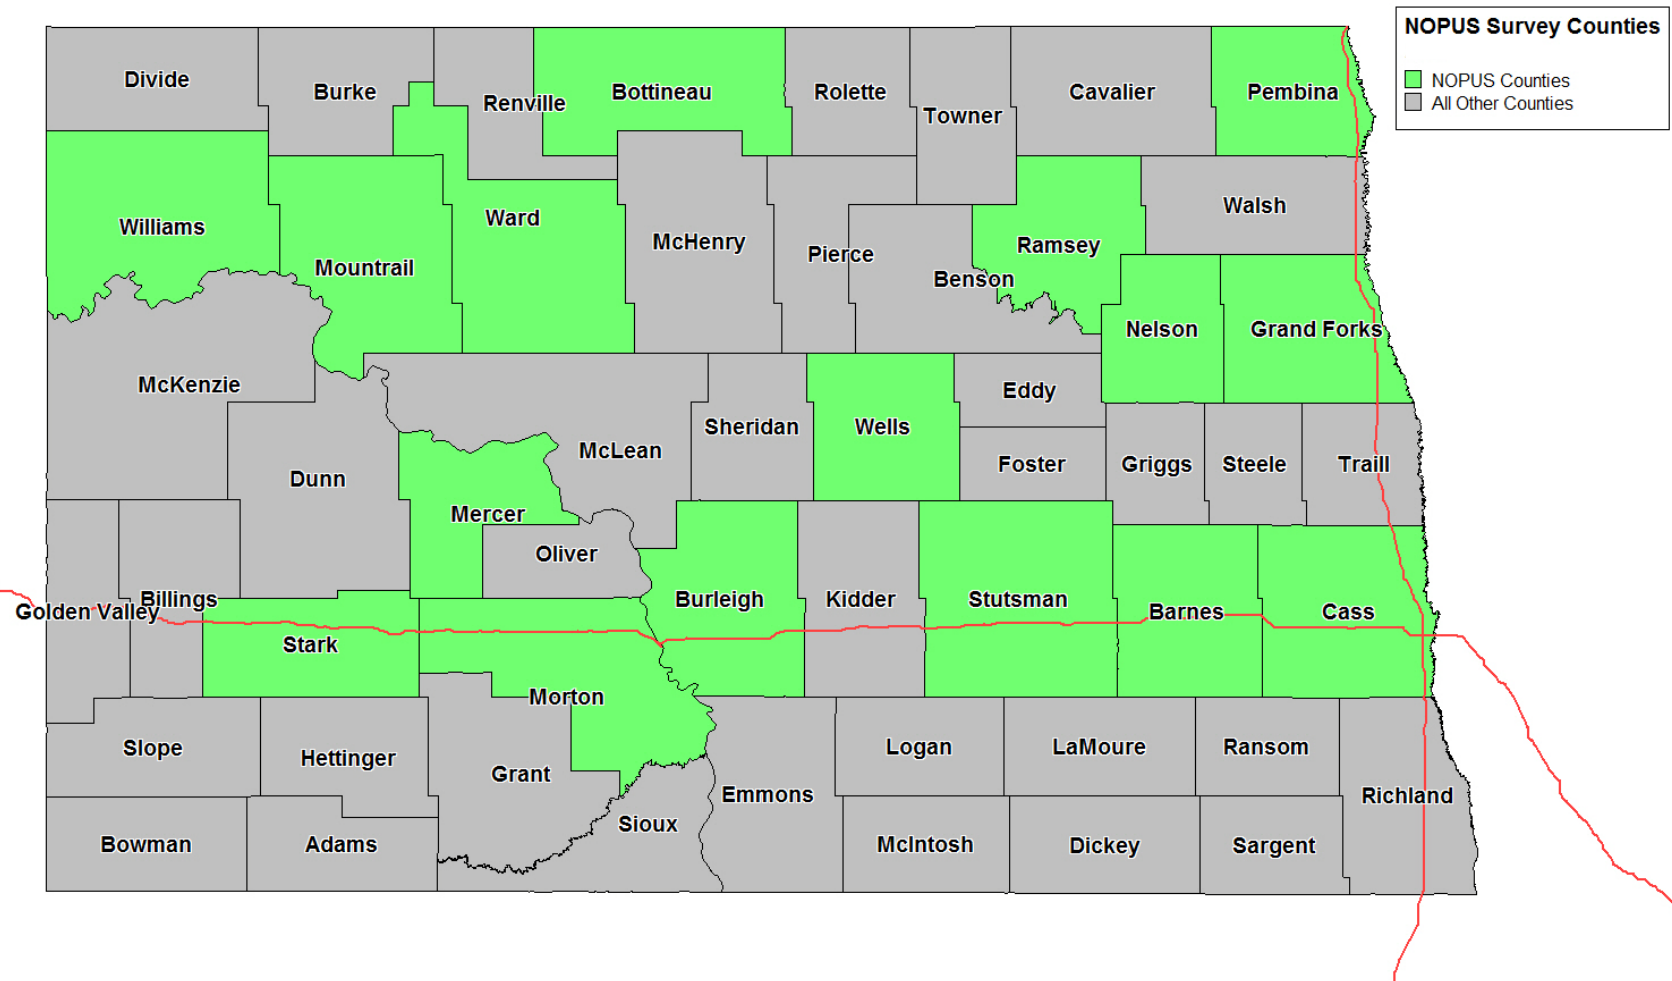 NOPUS Survey Counties
NOPUS Counties
All Other Counties
Divide
Burke
Renville
Bottineau
Rolette
Towner
Cavalier
Pembina
Williams
Mountrail
Ward
McHenry
Pierce
Benson
Ramsey
Walsh
Nelson
Grand Forks
McKenzie
Dunn
McLean
Sheridan
Wells
Eddy
Foster
Griggs
Steele
Traill
Mercer
Oliver
Golden Valley
Billings
Stark
Morton
Burleigh
Kidder
Stutsman
Barnes
Cass
Slope
Hettinger
Grant
Sioux
Emmons
Logan
LaMoure
Ransom
Richland
Bowman
Adams
McIntosh
Dickey
Sargent